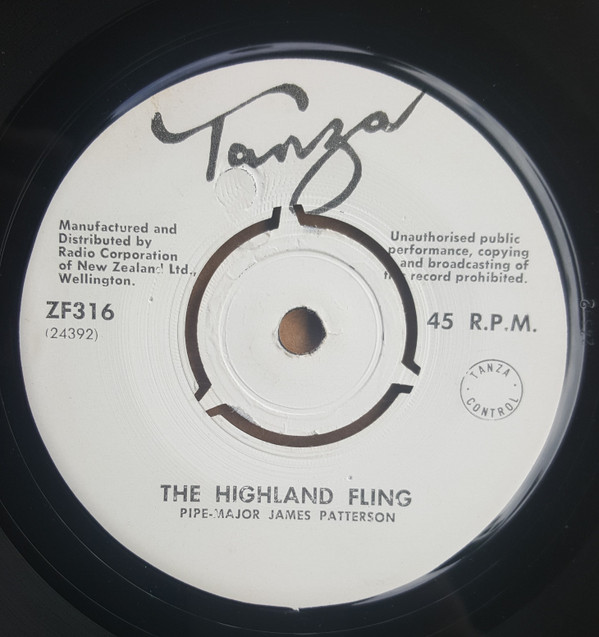 Tanza
Manufactured and
Distributed by
Radio Corporation
of New Zealand Ltd.,
Wellington.
Unauthorised public
performance, copying
and broadcasting of
the record prohibited.
ZF316
(24392)
45 R.P.M.
· TANZA ·
CONTROL
THE HIGHLAND FLING
PIPE-MAJOR JAMES PATTERSON